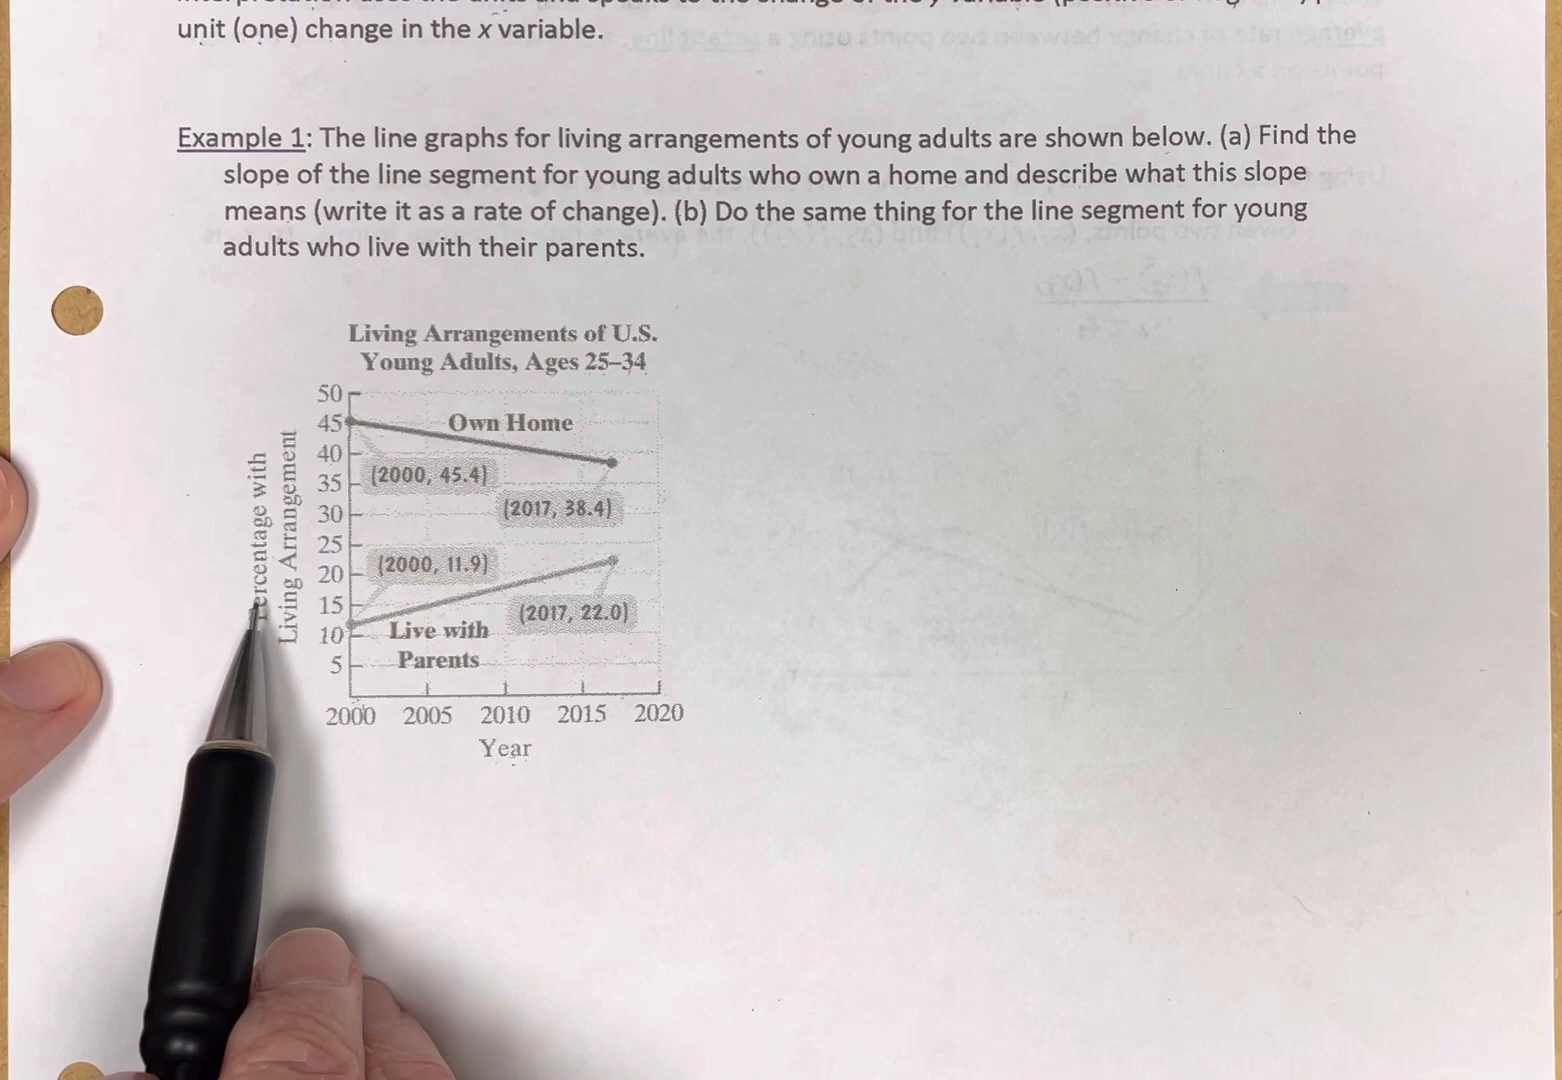 unit (one) change in the x variable.
Example 1: The line graphs for living arrangements of young adults are shown below. (a) Find the
slope of the line segment for young adults who own a home and describe what this slope
means (write it as a rate of change). (b) Do the same thing for the line segment for young
adults who live with their parents.
Living Arrangements of U.S.
Young Adults, Ages 25–34
Percentage with
Living Arrangement
50
45
40
35
30
25
20
15
10
5
Own Home
(2000, 45.4)
(2017, 38.4)
(2000, 11.9)
(2017, 22.0)
Live with
Parents
2000 2005 2010 2015 2020
Year